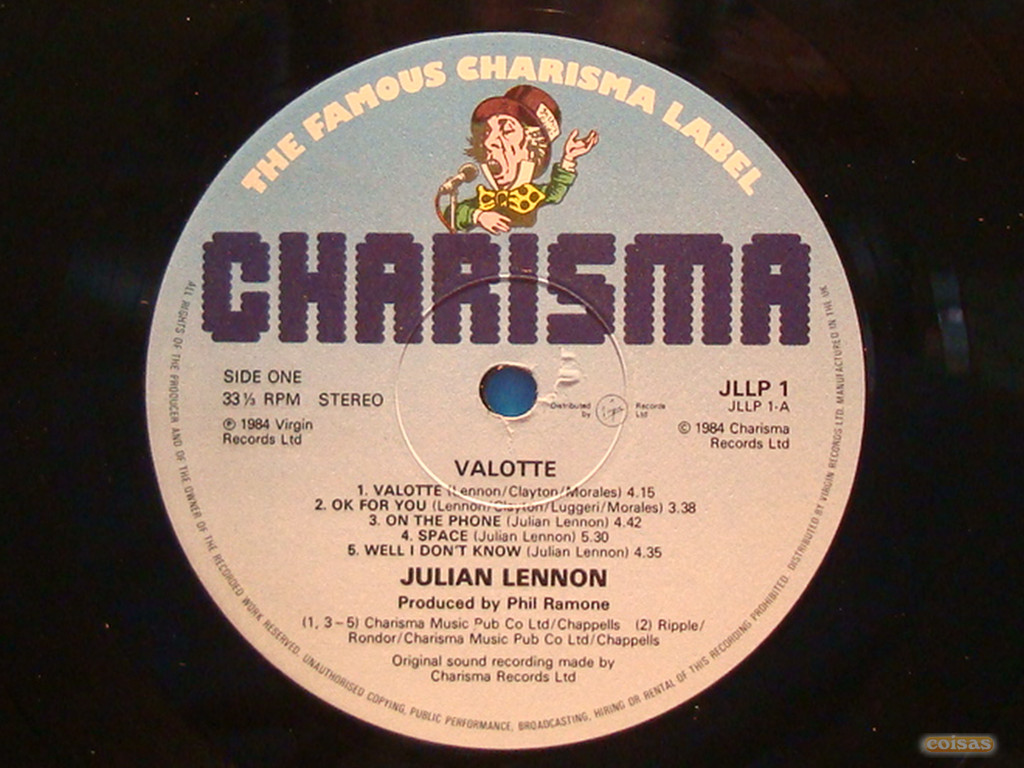 THE FAMOUS CHARISMA LABEL
CHARISMA
SIDE ONE
33⅓ RPM STEREO
℗ 1984 Virgin
Records Ltd
Distributed
by
Virgin
Records
Ltd
JLLP 1
JLLP 1-A
© 1984 Charisma
Records Ltd
VALOTTE
1. VALOTTE (Lennon/Clayton/Morales) 4.15
2. OK FOR YOU (Lennon/Clayton/Luggeri/Morales) 3.38
3. ON THE PHONE (Julian Lennon) 4.42
4. SPACE (Julian Lennon) 5.30
5. WELL I DON'T KNOW (Julian Lennon) 4.35
JULIAN LENNON
Produced by Phil Ramone
(1, 3–5) Charisma Music Pub Co Ltd/Chappells (2) Ripple/
Rondor/Charisma Music Pub Co Ltd/Chappells
Original sound recording made by
Charisma Records Ltd
ALL RIGHTS OF THE PRODUCER AND OF THE OWNER OF THE RECORDED WORK RESERVED. UNAUTHORISED COPYING, PUBLIC PERFORMANCE, BROADCASTING, HIRING OR RENTAL OF THIS RECORDING PROHIBITED. DISTRIBUTED BY VIRGIN RECORDS LTD. MANUFACTURED IN THE UK
coisas